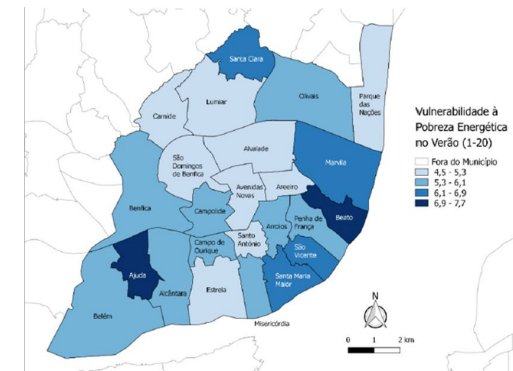 Santa Clara
Lumiar
Olivais
Parque
das
Nações
Carnide
Alvalade
São
Domingos
de Benfica
Marvila
Avenidas
Novas
Areeiro
Benfica
Campolide
Arroios
Penha de
França
Beato
Campo de
Ourique
Santo
António
São
Vicente
Ajuda
Alcântara
Estrela
Santa Maria
Maior
Belém
Misericórdia
Vulnerabilidade à
Pobreza Energética
no Verão (1-20)
Fora do Município
4,5 - 5,3
5,3 - 6,1
6,1 - 6,9
6,9 - 7,7
N
0 1 2 km